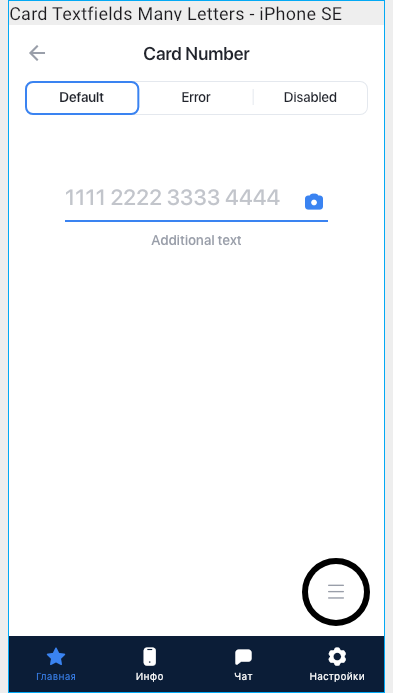 Card Textfields Many Letters - iPhone SE
Card Number
Default Error Disabled
1111 2222 3333 4444
Additional text
Главная Инфо Чат Настройки